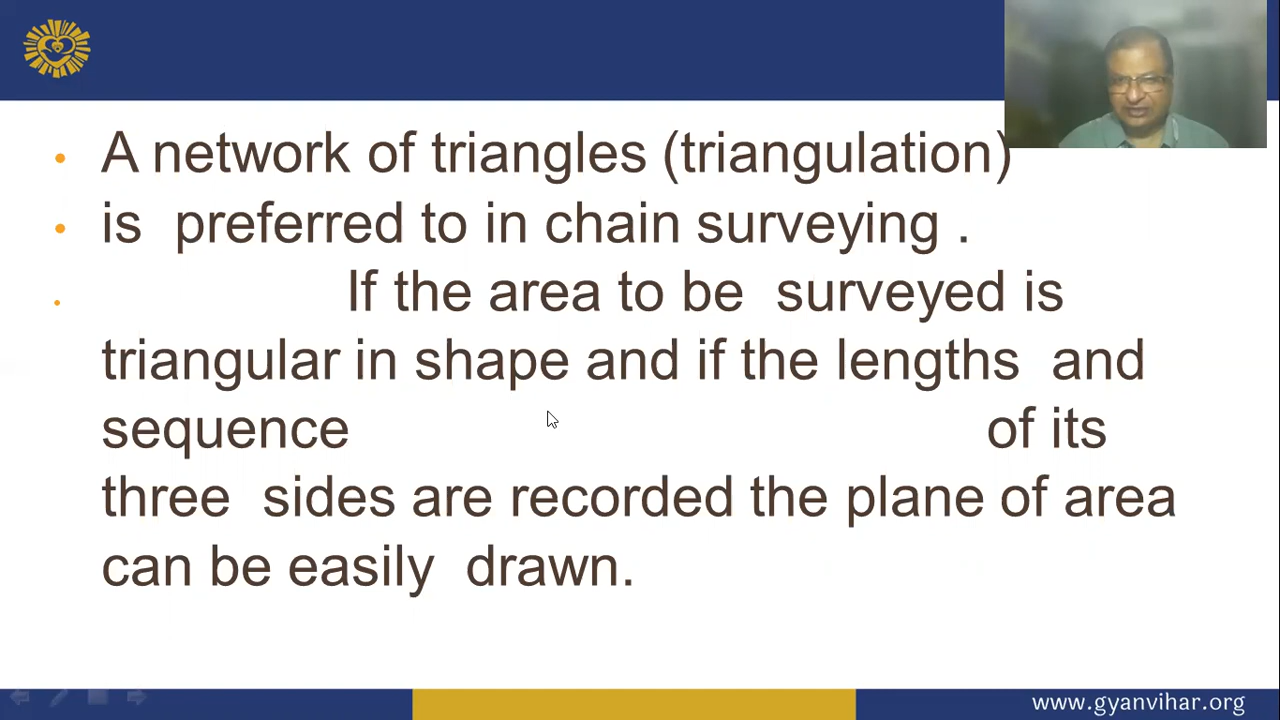 A network of triangles (triangulation)
is preferred to in chain surveying .
If the area to be surveyed is
triangular in shape and if the lengths and
sequence of its
three sides are recorded the plane of area
can be easily drawn.
www.gyanvihar.org